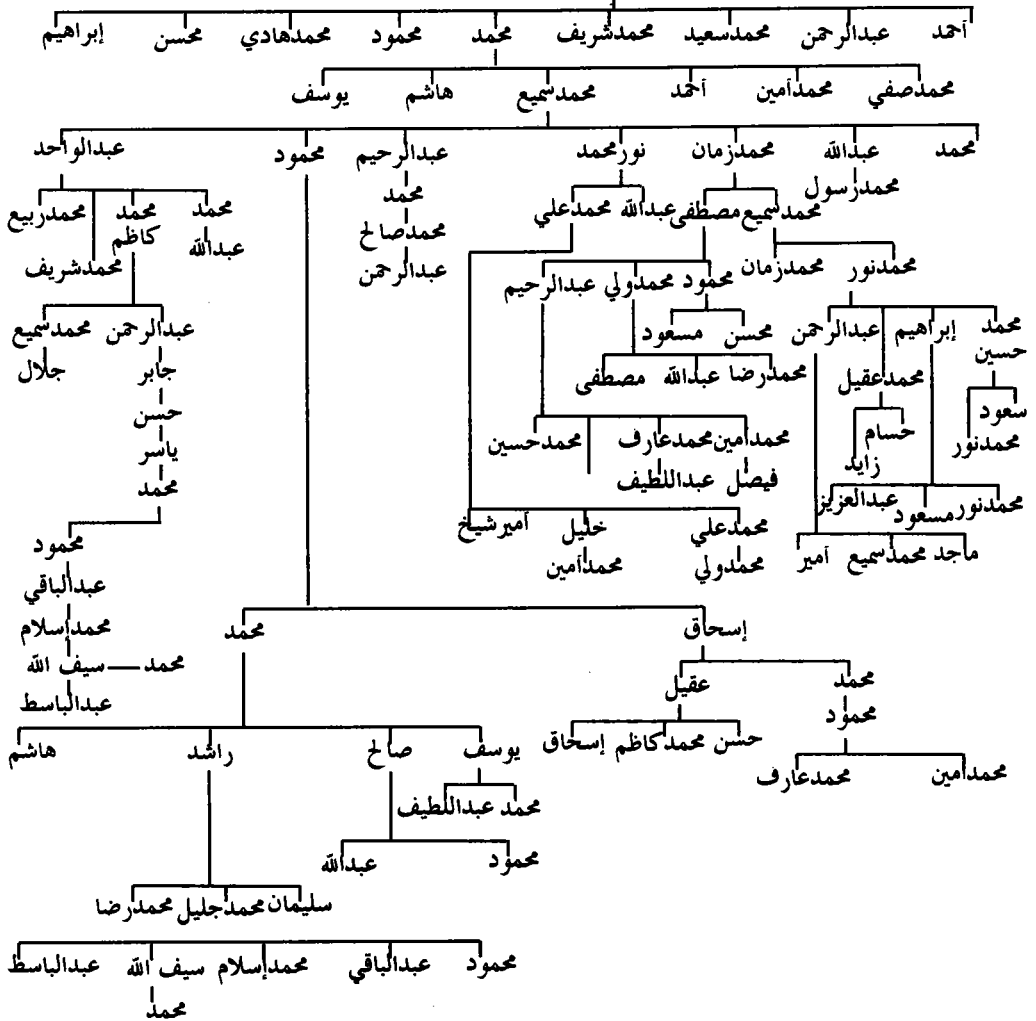 أحمد عبدالرحمن محمدسعيد محمدشريف محمد محمود محمدهادي محسن إبراهيم
محمدصفي محمدأمين أحمد محمدسميع هاشم يوسف
محمد عبدالله محمدزمان نورمحمد عبدالرحيم محمود عبدالواحد
محمدرسول محمد
محمدسميع مصطفى عبدالله محمدعلي محمد محمد محمدربيع
كاظم
محمدصالح عبدالله
محمدنور محمدزمان عبدالرحمن محمدشريف
محمود محمدولي عبدالرحيم
محمد إبراهيم عبدالرحمن محسن مسعود عبدالرحمن محمدسميع
حسين
محمدعقيل محمدرضا عبدالله مصطفى جابر جلال
سعود حسن
حسام محمدأمين محمدعارف محمدحسين
محمدنور زايد ياسر
فيصل عبداللطيف محمد
محمدنور مسعود عبدالعزيز
محمدعلي خليل أميرشيخ
ماجد محمدسميع أمير محمدولي محمدأمين محمود
عبدالباقي
إسحاق محمد محمدإسلام
محمد سيف الله
محمد عقيل عبدالباسط
محمود
حسن محمدكاظم إسحاق يوسف صالح راشد هاشم
محمدأمين محمدعارف
محمد عبداللطيف
محمود عبدالله
سليمان محمدجليل محمدرضا
محمود عبدالباقي محمدإسلام سيف الله عبدالباسط
محمد